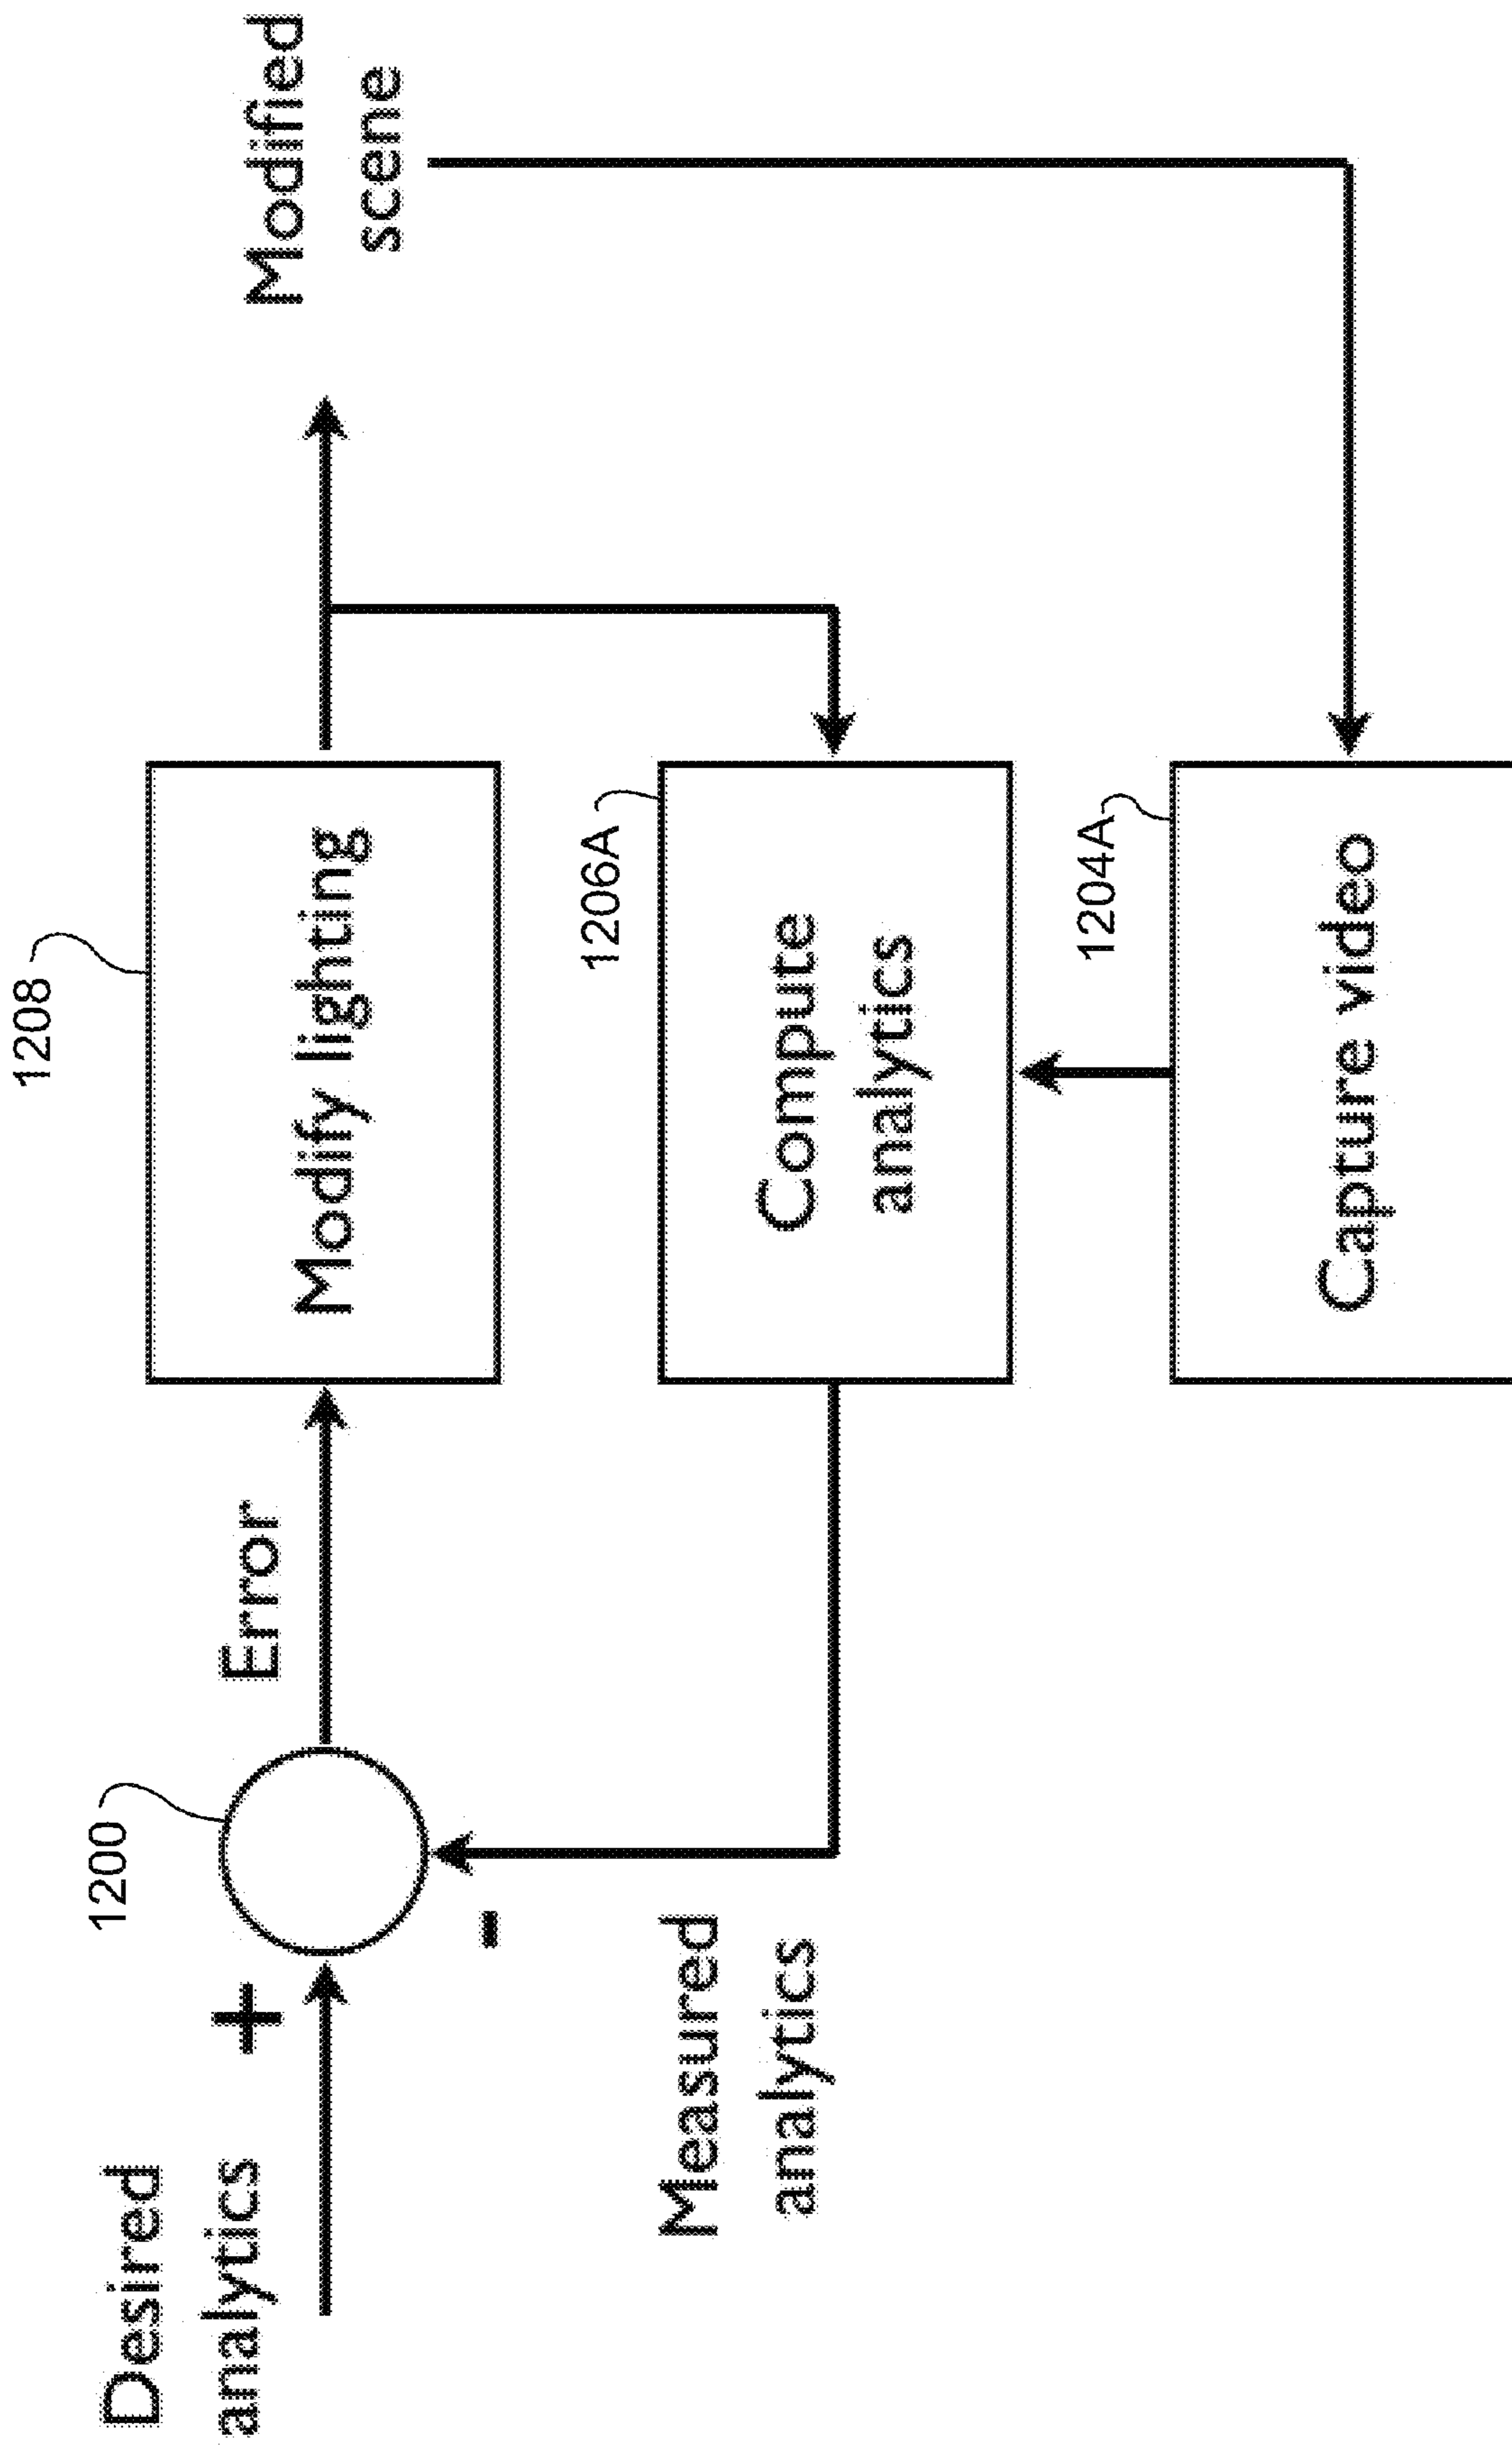 1200
1208
Desired
analytics
+
Error
Modify lighting
Modified
scene
-
Measured
analytics
1206A
Compute
analytics
1204A
Capture video